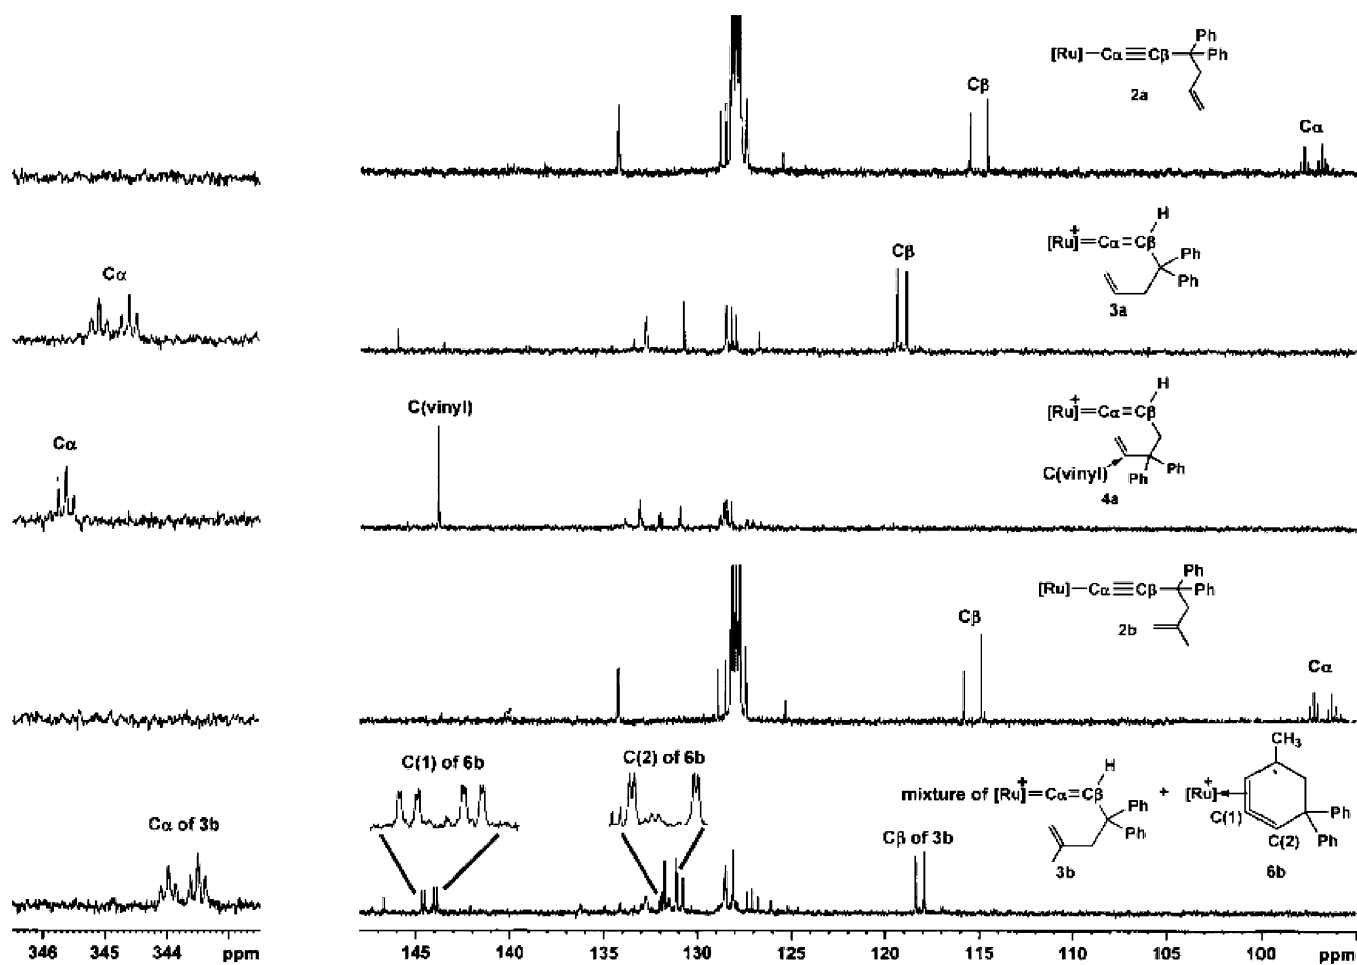 Ph
[Ru]—Cα≡Cβ Ph
2a
Cβ
Cα
H
[Ru]⁺=Cα=Cβ
Ph
Ph
3a
Cα
Cβ
H
[Ru]⁺=Cα=Cβ
C(vinyl)
Ph
Ph
4a
C(vinyl)
Cα
Ph
[Ru]—Cα≡Cβ Ph
2b
Cβ
Cα
C(1) of 6b
C(2) of 6b
Cα of 3b
Cβ of 3b
mixture of [Ru]⁺=Cα=Cβ + [Ru]⁺
H
Ph
Ph
3b
CH3
C(1)
C(2)
Ph
Ph
6b
346 345 344 ppm 145 140 135 130 125 120 115 110 105 100 ppm